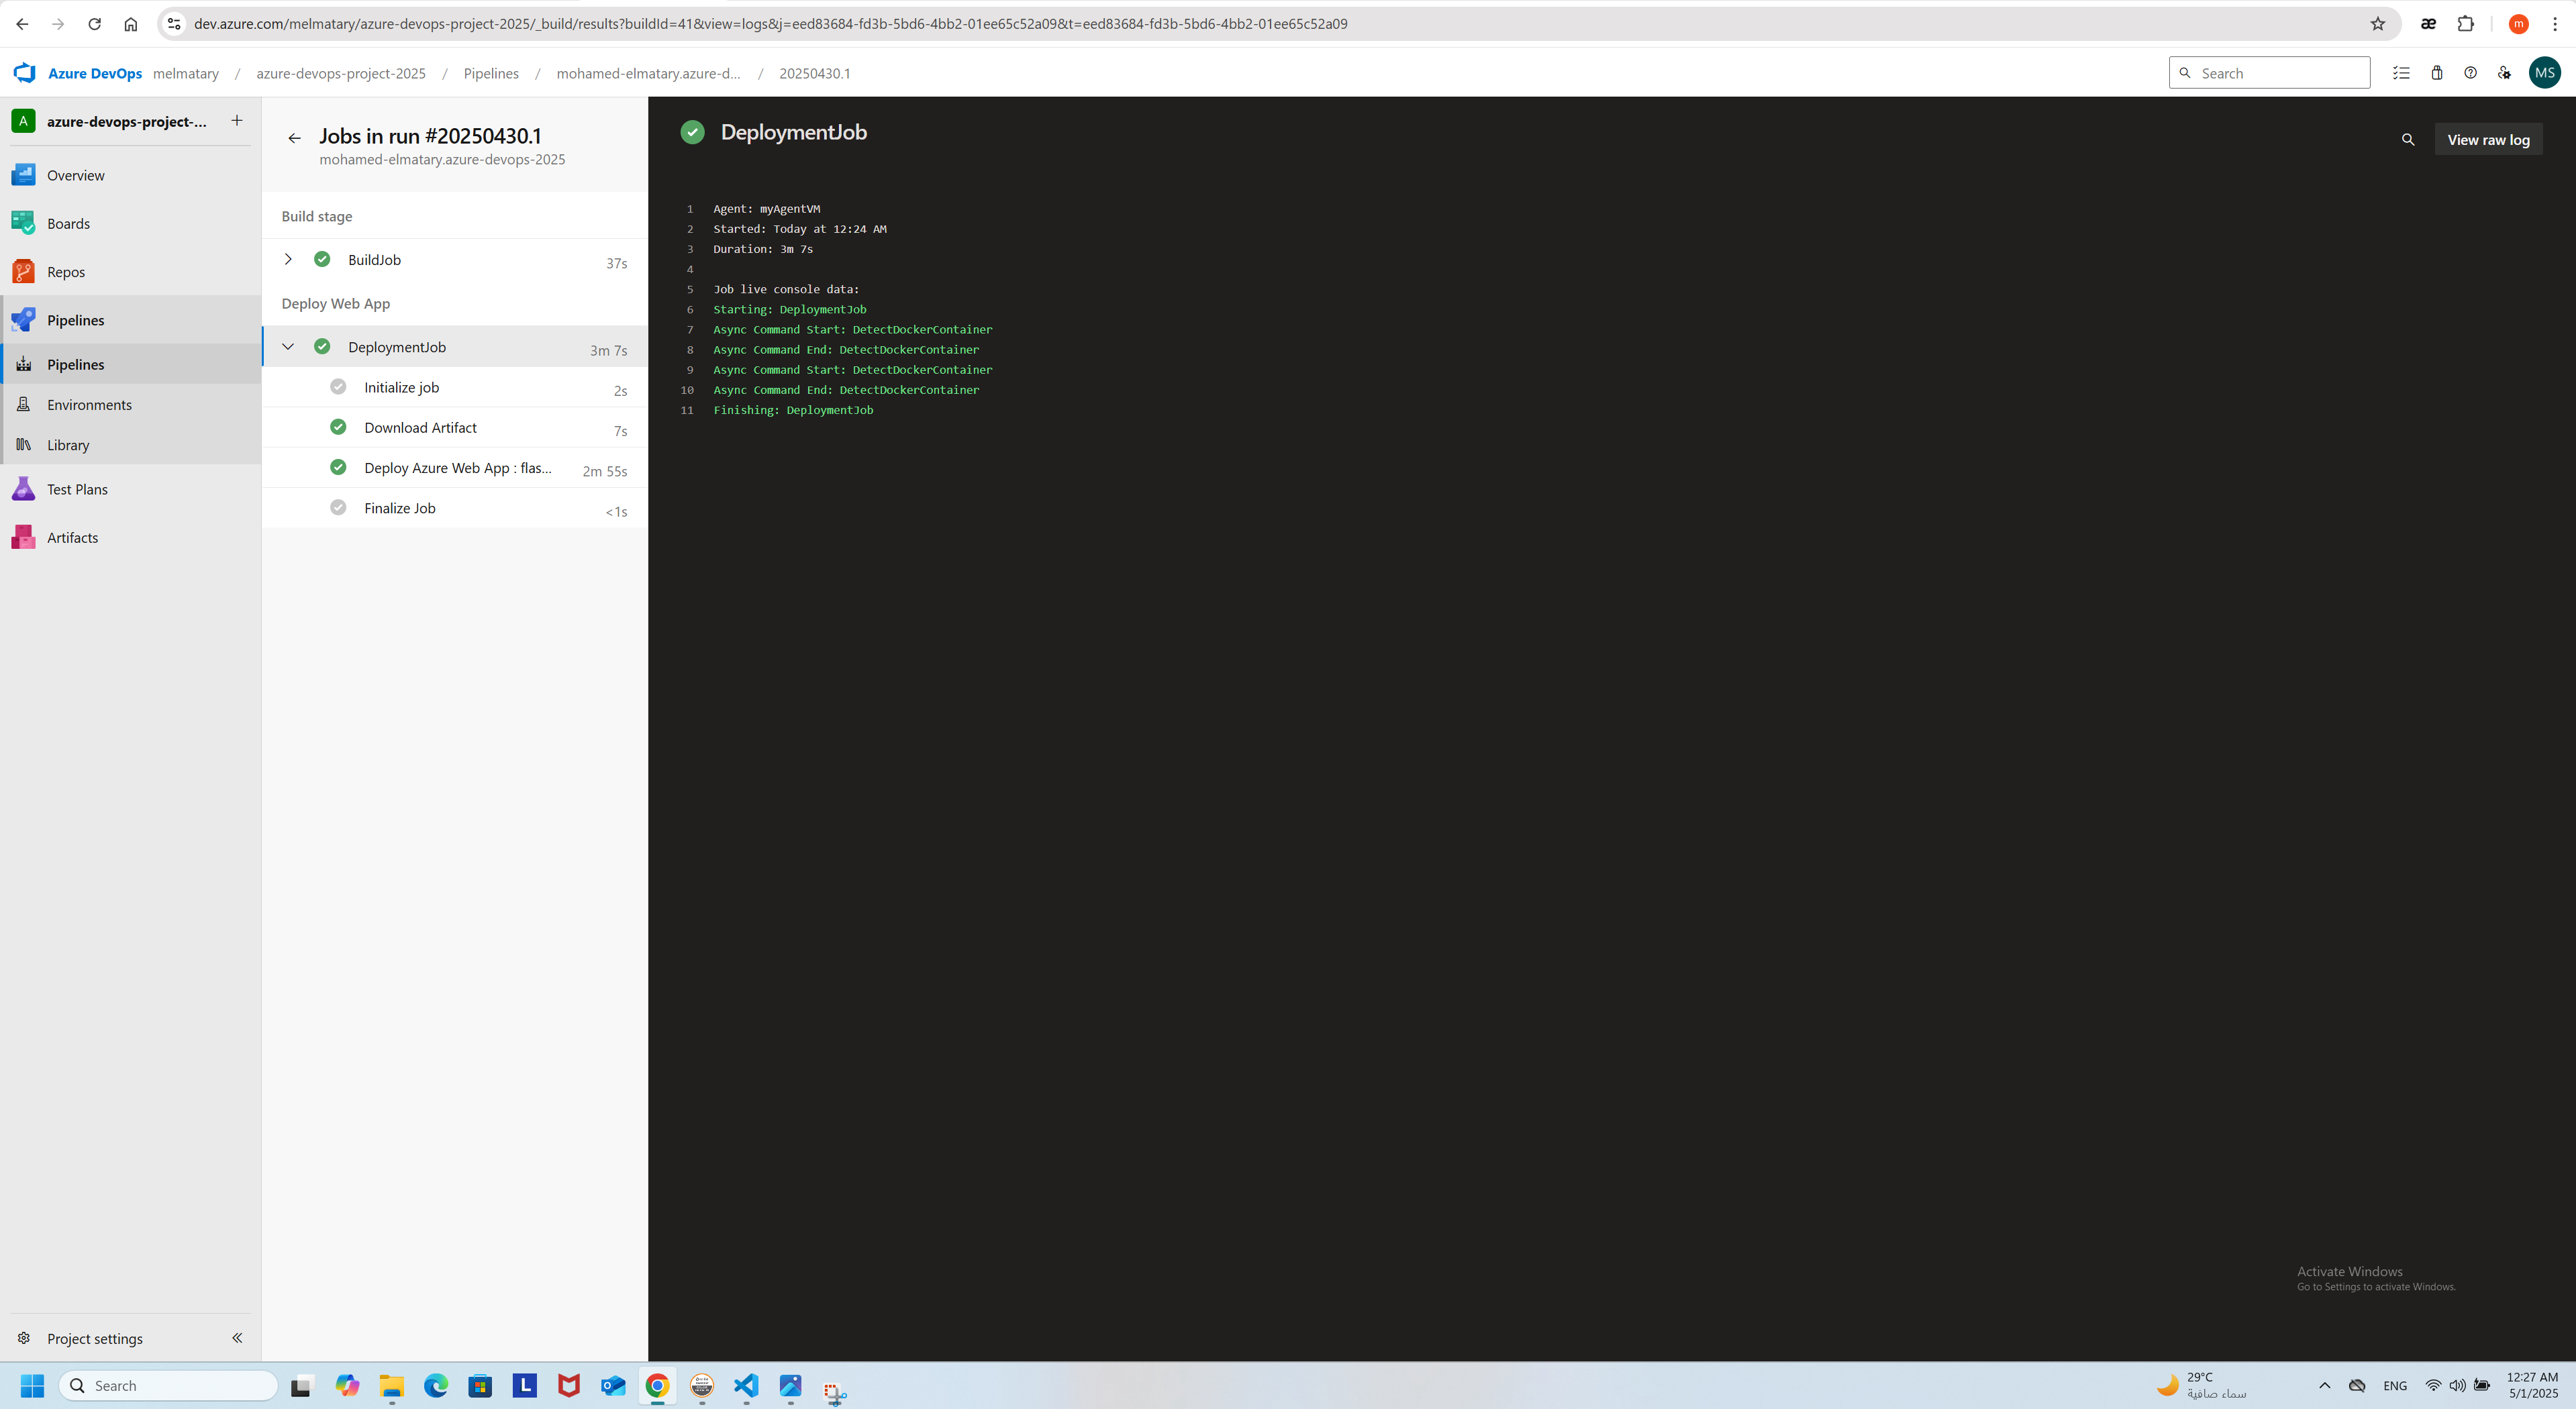 dev.azure.com/melmatary/azure-devops-project-2025/_build/results?buildId=41&view=logs&j=eed83684-fd3b-5bd6-4bb2-01ee65c52a09&t=eed83684-fd3b-5bd6-4bb2-01ee65c52a09
æ
m
Azure DevOps melmatary / azure-devops-project-2025 / Pipelines / mohamed-elmatary.azure-d... / 20250430.1
Search
MS
A azure-devops-project-... +
Overview
Boards
Repos
Pipelines
Pipelines
Environments
Library
Test Plans
Artifacts
Project settings
Jobs in run #20250430.1
mohamed-elmatary.azure-devops-2025
Build stage
BuildJob 37s
Deploy Web App
DeploymentJob 3m 7s
Initialize job 2s
Download Artifact 7s
Deploy Azure Web App : flas... 2m 55s
Finalize Job <1s
DeploymentJob
View raw log
1 Agent: myAgentVM
2 Started: Today at 12:24 AM
3 Duration: 3m 7s
4
5 Job live console data:
6 Starting: DeploymentJob
7 Async Command Start: DetectDockerContainer
8 Async Command End: DetectDockerContainer
9 Async Command Start: DetectDockerContainer
10 Async Command End: DetectDockerContainer
11 Finishing: DeploymentJob
Activate Windows
Go to Settings to activate Windows.
Search
L
29°C
سماء صافية
ENG
12:27 AM
5/1/2025